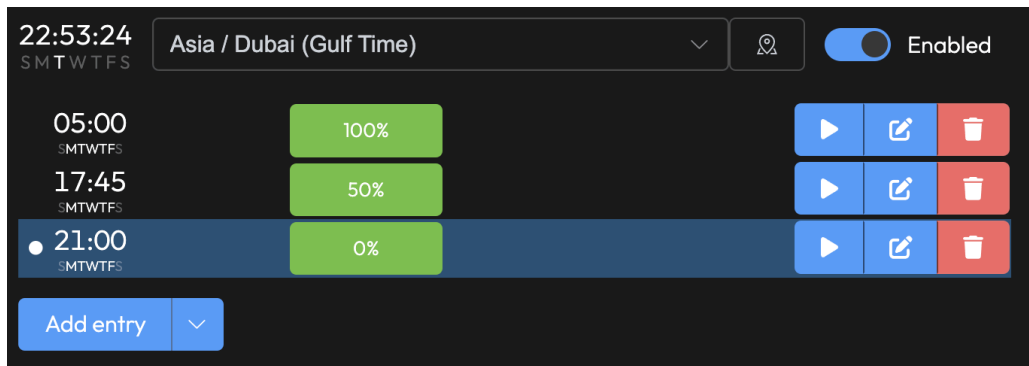 22:53:24
SMTWTFS
Asia / Dubai (Gulf Time)
Enabled
05:00
SMTWTFS
100%
17:45
SMTWTFS
50%
21:00
SMTWTFS
0%
Add entry